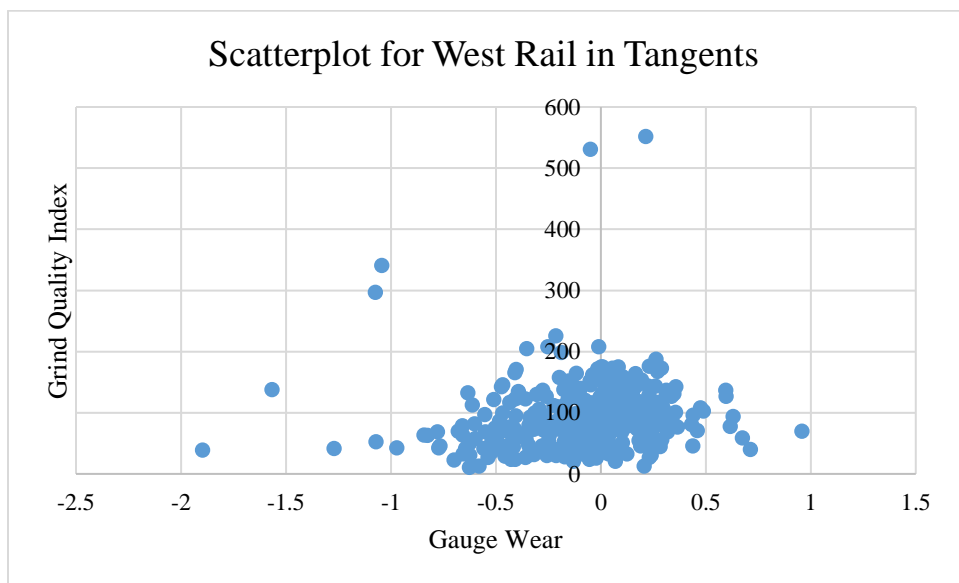 Scatterplot for West Rail in Tangents
600
500
400
300
200
100
0
Grind Quality Index
-2.5 -2 -1.5 -1 -0.5 0 0.5 1 1.5
Gauge Wear